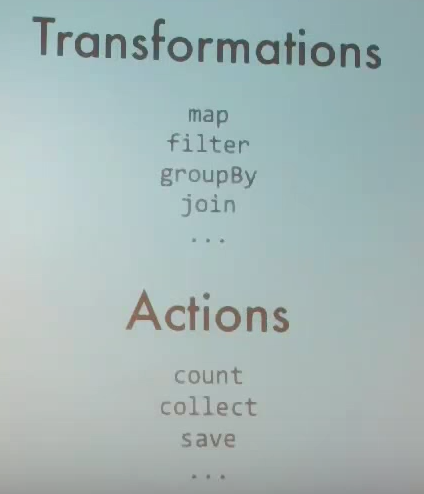 Transformations
map
filter
groupBy
join
...
Actions
count
collect
save
...